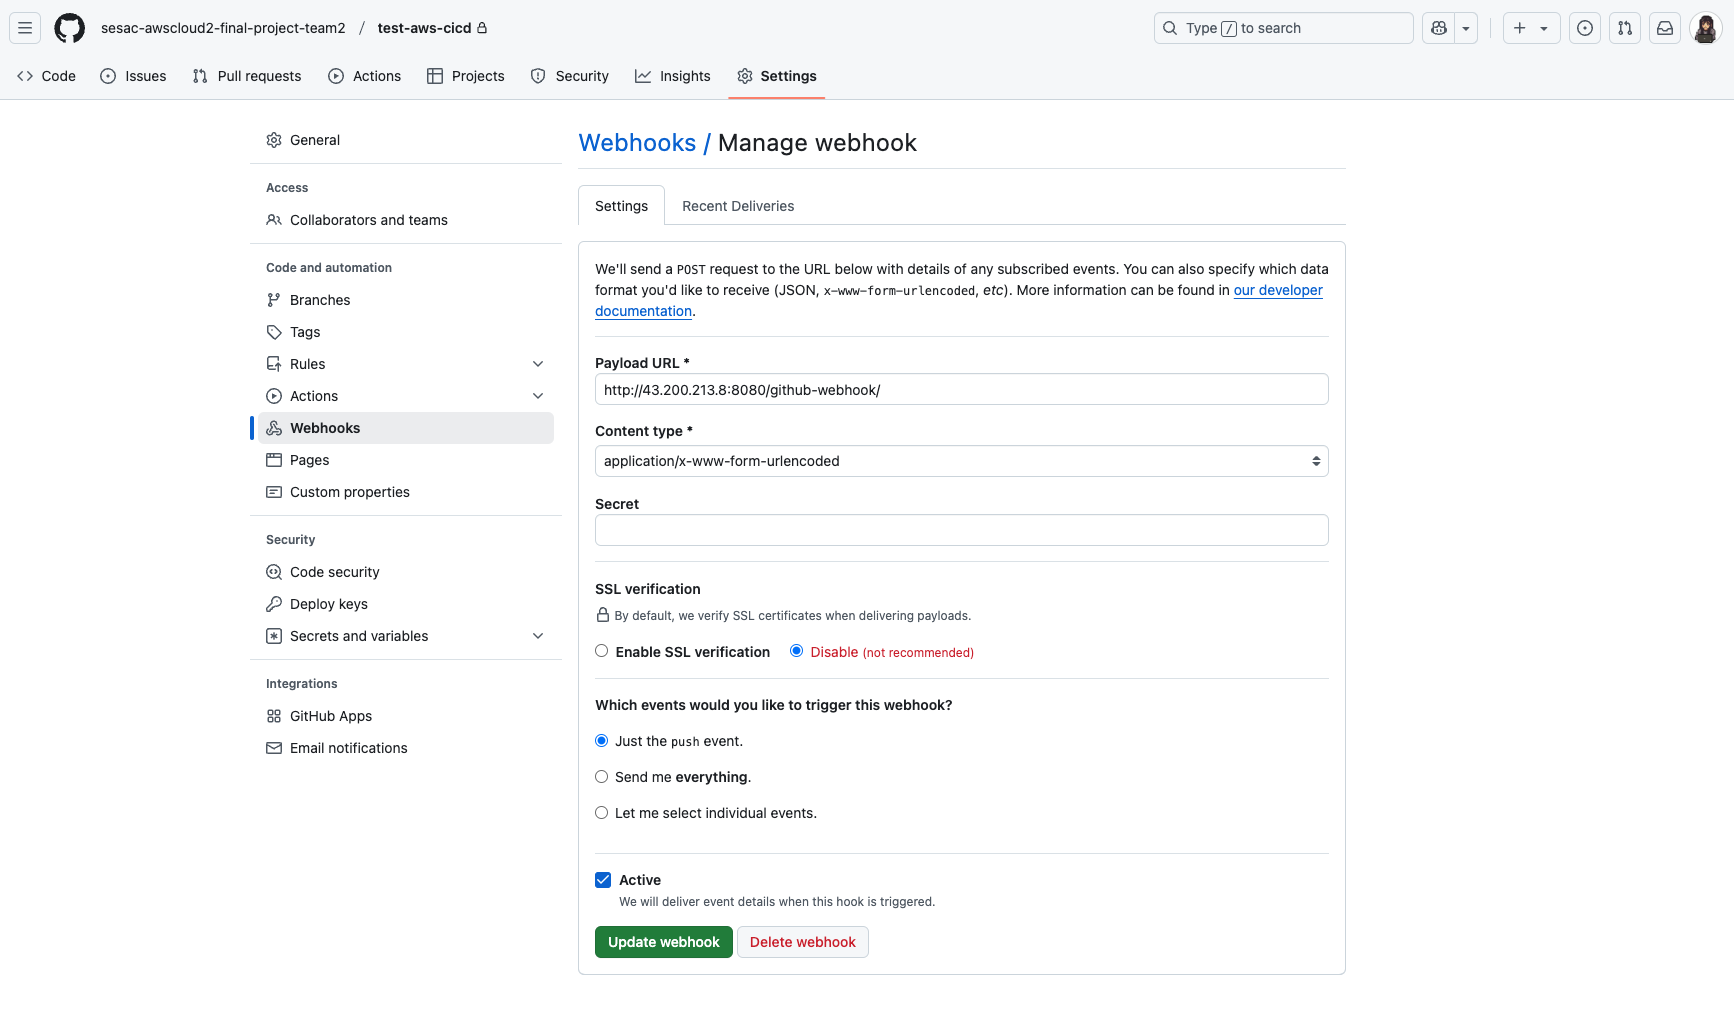 sesac-awscloud2-final-project-team2 / test-aws-cicd
Type / to search
Code Issues Pull requests Actions Projects Security Insights Settings
General
Access
Collaborators and teams
Code and automation
Branches
Tags
Rules
Actions
Webhooks
Pages
Custom properties
Security
Code security
Deploy keys
Secrets and variables
Integrations
GitHub Apps
Email notifications
Webhooks / Manage webhook
Settings Recent Deliveries
We'll send a POST request to the URL below with details of any subscribed events. You can also specify which data
format you'd like to receive (JSON, x-www-form-urlencoded, etc). More information can be found in our developer
documentation.
Payload URL *
http://43.200.213.8:8080/github-webhook/
Content type *
application/x-www-form-urlencoded
Secret
SSL verification
By default, we verify SSL certificates when delivering payloads.
Enable SSL verification Disable (not recommended)
Which events would you like to trigger this webhook?
Just the push event.
Send me everything.
Let me select individual events.
Active
We will deliver event details when this hook is triggered.
Update webhook Delete webhook